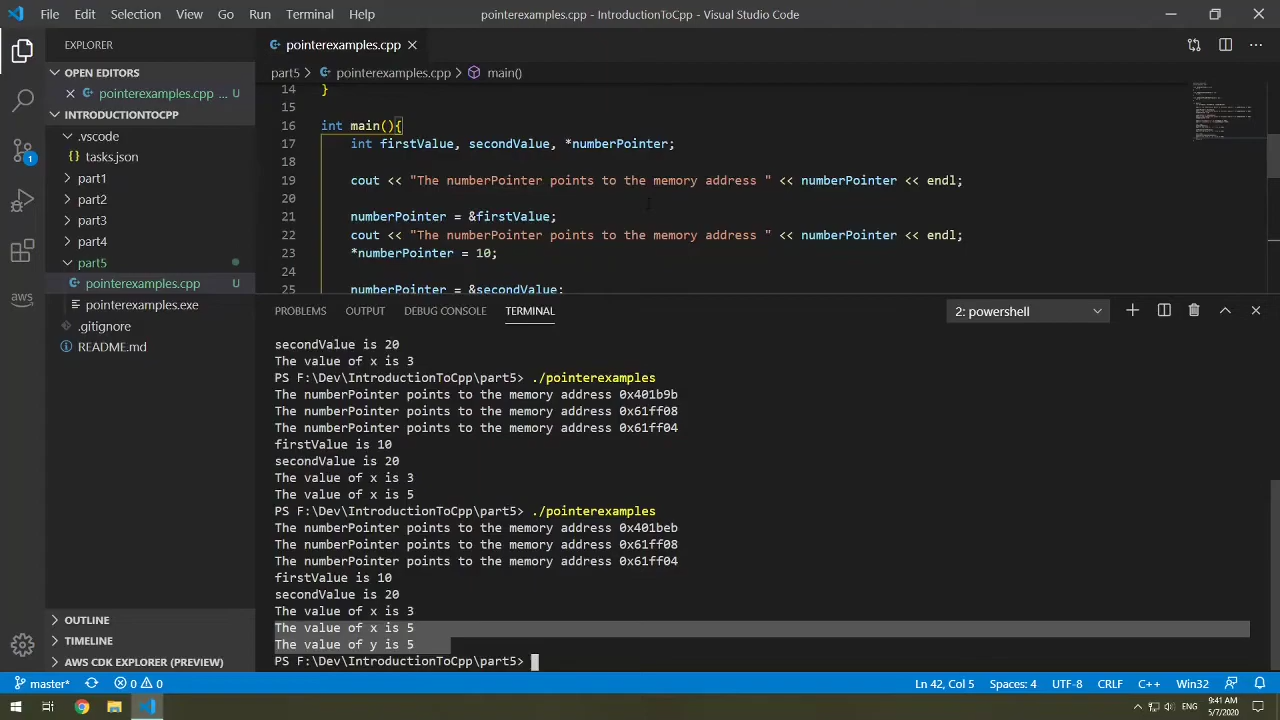 File Edit Selection View Go Run Terminal Help pointerexamples.cpp - IntroductionToCpp - Visual Studio Code
EXPLORER
OPEN EDITORS
pointerexamples.cpp ... U
INTRODUCTIONTOCPP
.vscode
tasks.json
part1
part2
part3
part4
part5
pointerexamples.cpp U
pointerexamples.exe
.gitignore
README.md
OUTLINE
TIMELINE
AWS CDK EXPLORER (PREVIEW)
1
aws
pointerexamples.cpp
part5 > pointerexamples.cpp > main()
14 }
15
16 int main(){
17 int firstValue, secondValue, *numberPointer;
18
19 cout << "The numberPointer points to the memory address " << numberPointer << endl;
20
21 numberPointer = &firstValue;
22 cout << "The numberPointer points to the memory address " << numberPointer << endl;
23 *numberPointer = 10;
24
25 numberPointer = &secondValue;
PROBLEMS OUTPUT DEBUG CONSOLE TERMINAL 2: powershell
secondValue is 20
The value of x is 3
PS F:\Dev\IntroductionToCpp\part5> ./pointerexamples
The numberPointer points to the memory address 0x401b9b
The numberPointer points to the memory address 0x61ff08
The numberPointer points to the memory address 0x61ff04
firstValue is 10
secondValue is 20
The value of x is 3
The value of x is 5
PS F:\Dev\IntroductionToCpp\part5> ./pointerexamples
The numberPointer points to the memory address 0x401beb
The numberPointer points to the memory address 0x61ff08
The numberPointer points to the memory address 0x61ff04
firstValue is 10
secondValue is 20
The value of x is 3
The value of x is 5
The value of y is 5
PS F:\Dev\IntroductionToCpp\part5>
master* 0 0 Ln 42, Col 5 Spaces: 4 UTF-8 CRLF C++ Win32
ENG 9:41 AM
5/7/2020